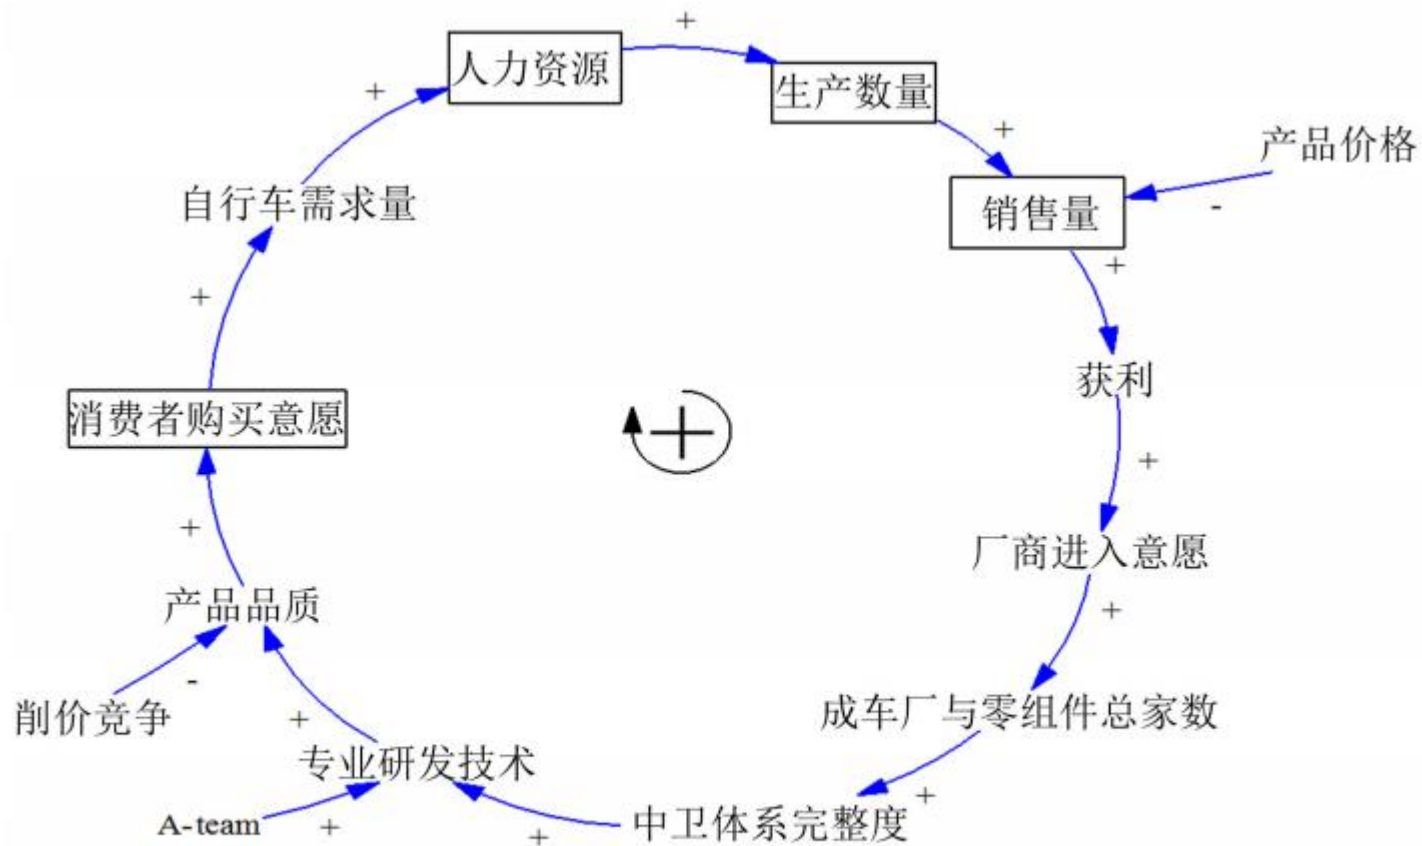 +
人力资源
+
生产数量
+
产品价格
+
自行车需求量
销售量
-
+
+
获利
消费者购买意愿
+
+
厂商进入意愿
产品品质
+
-
削价竞争
+
成车厂与零组件总家数
专业研发技术
+
A-team
+
+
中卫体系完整度